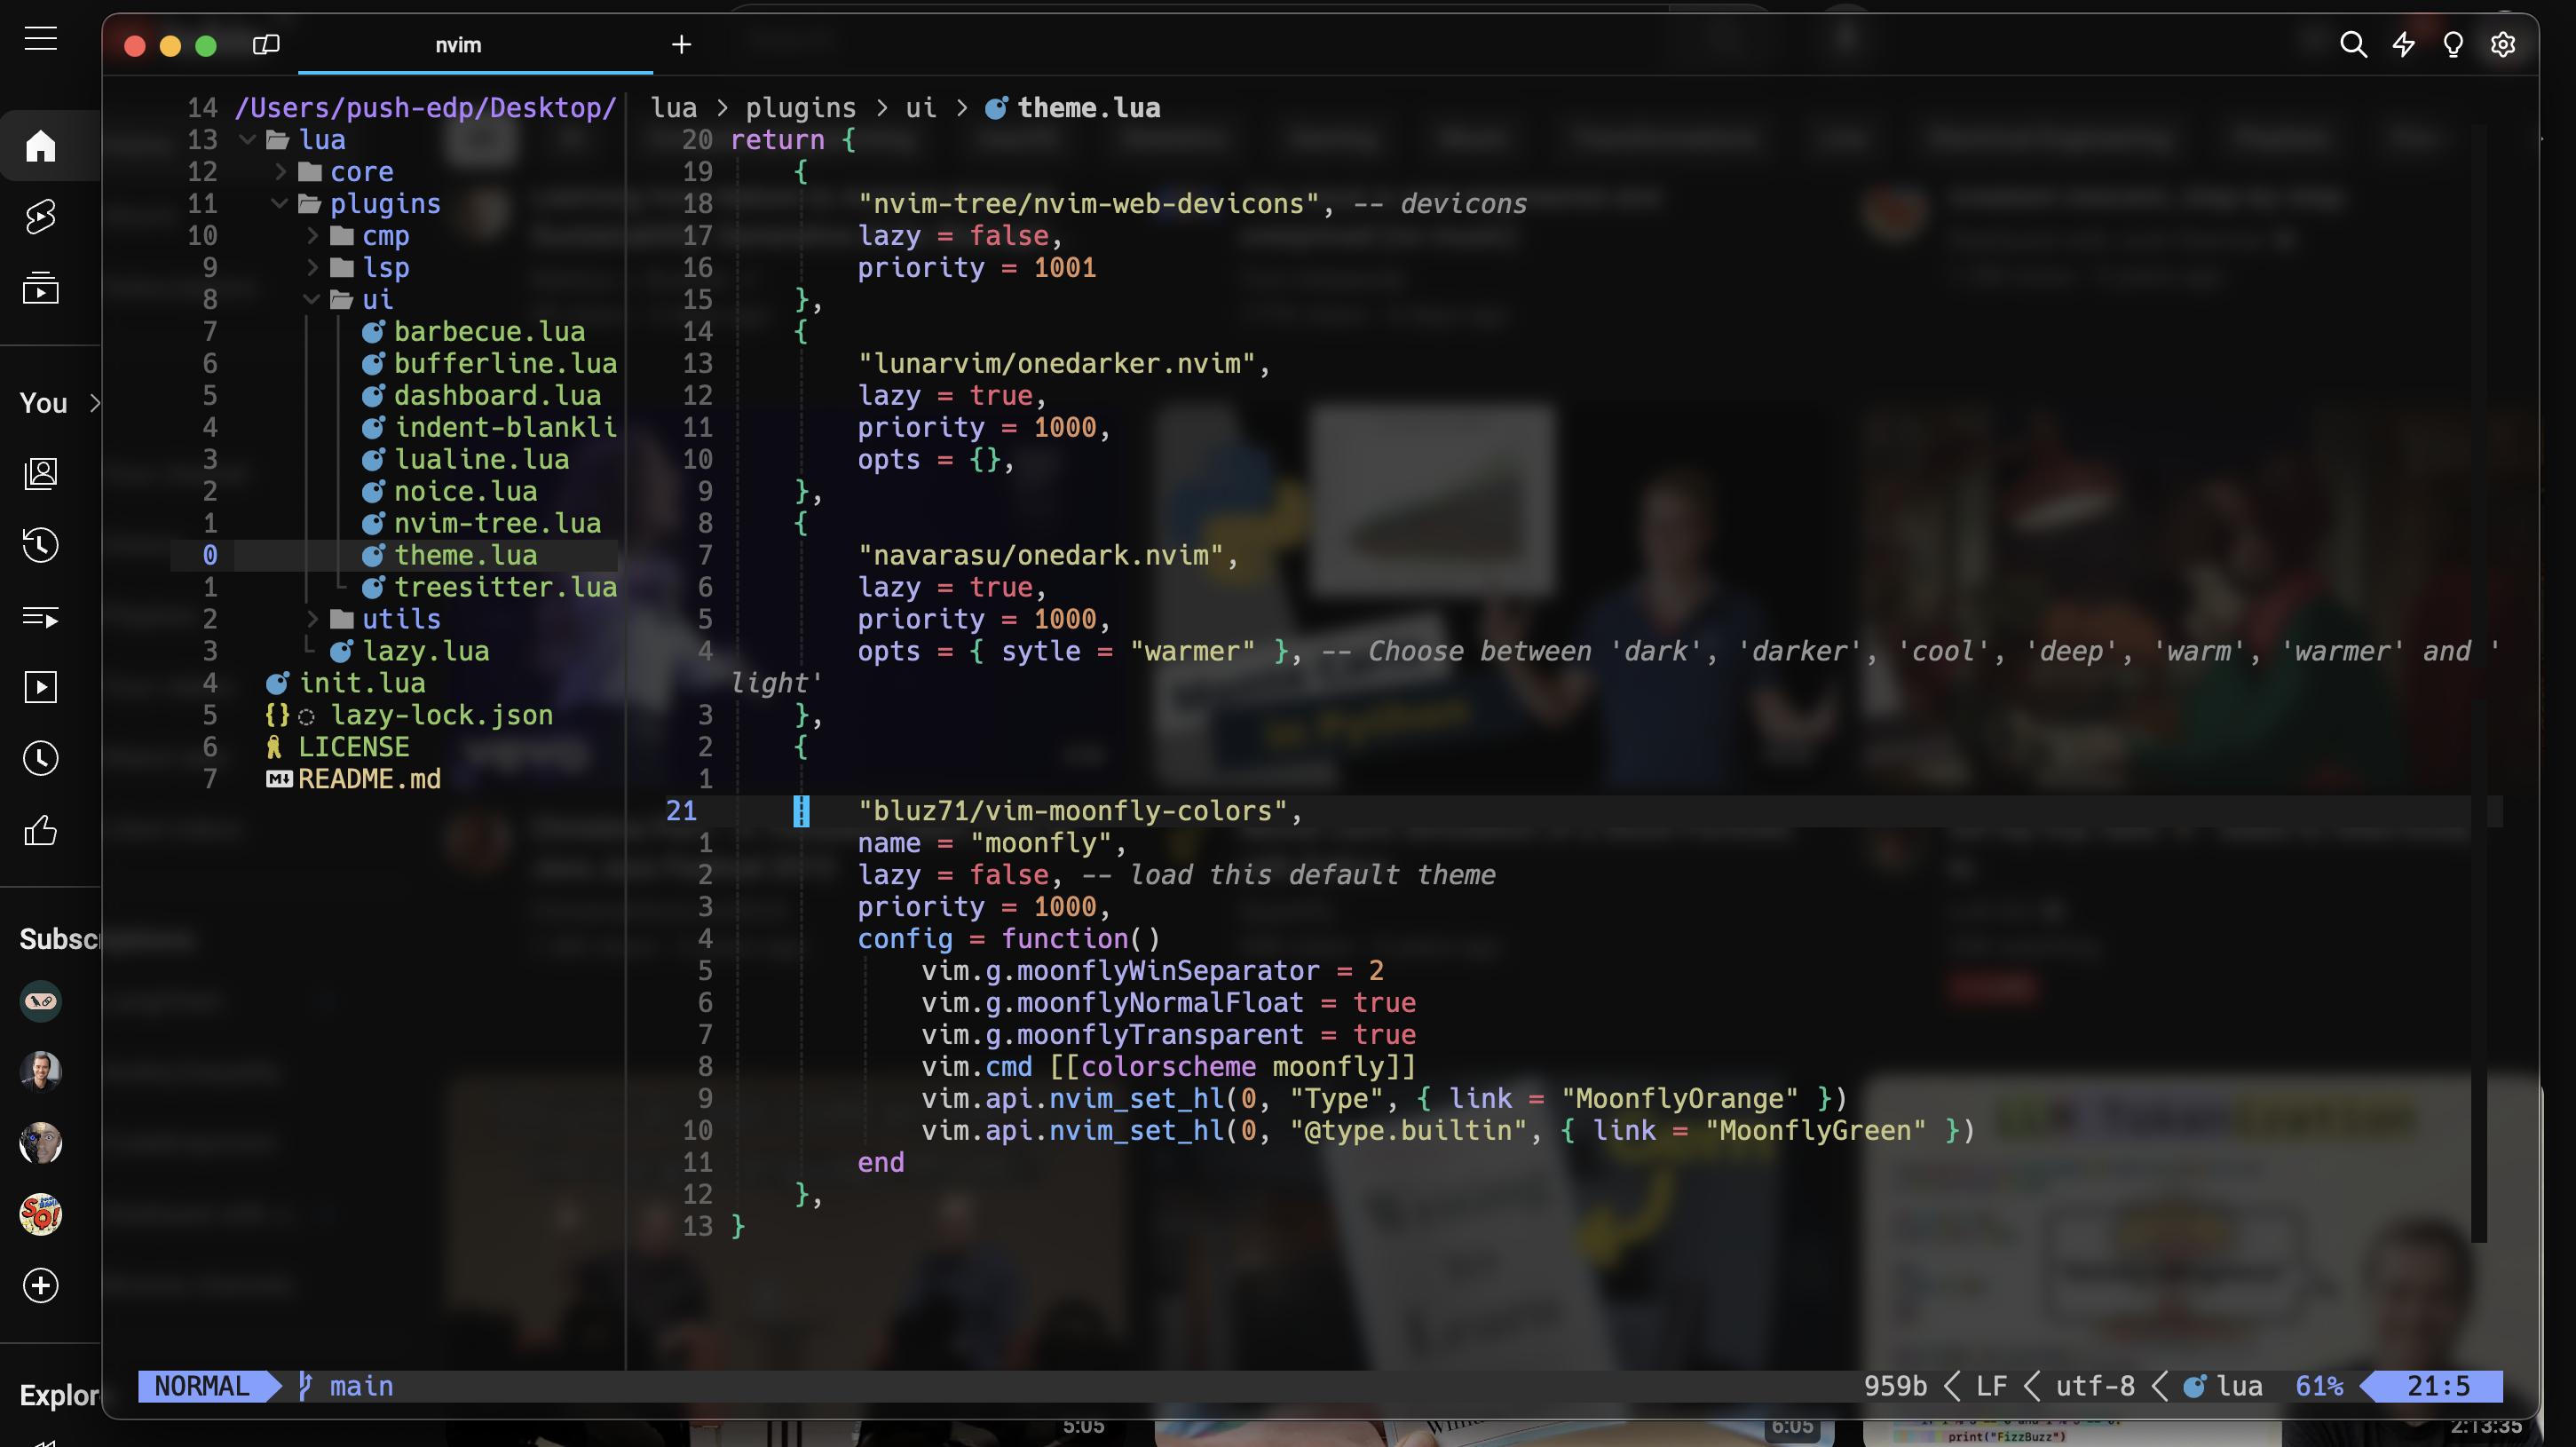 nvim
14 /Users/push-edp/Desktop/
13 lua
12 core
11 plugins
10 cmp
9 lsp
8 ui
7 barbecue.lua
6 bufferline.lua
5 dashboard.lua
4 indent-blankli
3 lualine.lua
2 noice.lua
1 nvim-tree.lua
0 theme.lua
1 treesitter.lua
2 utils
3 lazy.lua
4 init.lua
5 {} lazy-lock.json
6 LICENSE
7 README.md
lua > plugins > ui > theme.lua
20 return {
19 {
18 "nvim-tree/nvim-web-devicons", -- devicons
17 lazy = false,
16 priority = 1001
15 },
14 {
13 "lunarvim/onedarker.nvim",
12 lazy = true,
11 priority = 1000,
10 opts = {},
9 },
8 {
7 "navarasu/onedark.nvim",
6 lazy = true,
5 priority = 1000,
4 opts = { sytle = "warmer" }, -- Choose between 'dark', 'darker', 'cool', 'deep', 'warm', 'warmer' and '
light'
3 },
2 {
1
21 "bluz71/vim-moonfly-colors",
1 name = "moonfly",
2 lazy = false, -- load this default theme
3 priority = 1000,
4 config = function()
5 vim.g.moonflyWinSeparator = 2
6 vim.g.moonflyNormalFloat = true
7 vim.g.moonflyTransparent = true
8 vim.cmd [[colorscheme moonfly]]
9 vim.api.nvim_set_hl(0, "Type", { link = "MoonflyOrange" })
10 vim.api.nvim_set_hl(0, "@type.builtin", { link = "MoonflyGreen" })
11 end
12 },
13 }
NORMAL main
959b LF utf-8 lua 61% 21:5
You >
Subsc
Explor
5:05
6:05
print("FizzBuzz")
2:13:35